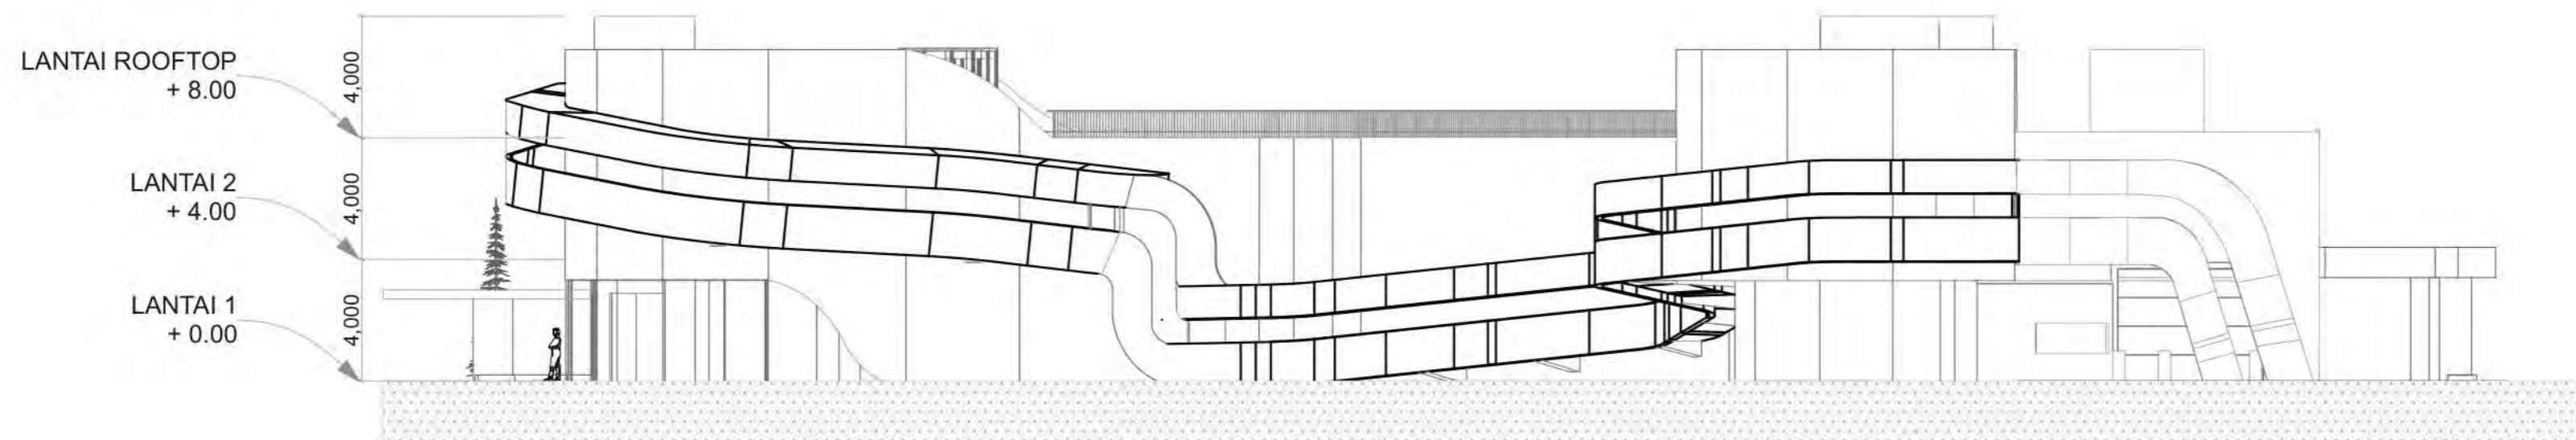 LANTAI ROOFTOP
+ 8.00
4,000
LANTAI 2
+ 4.00
4,000
LANTAI 1
+ 0.00
4,000